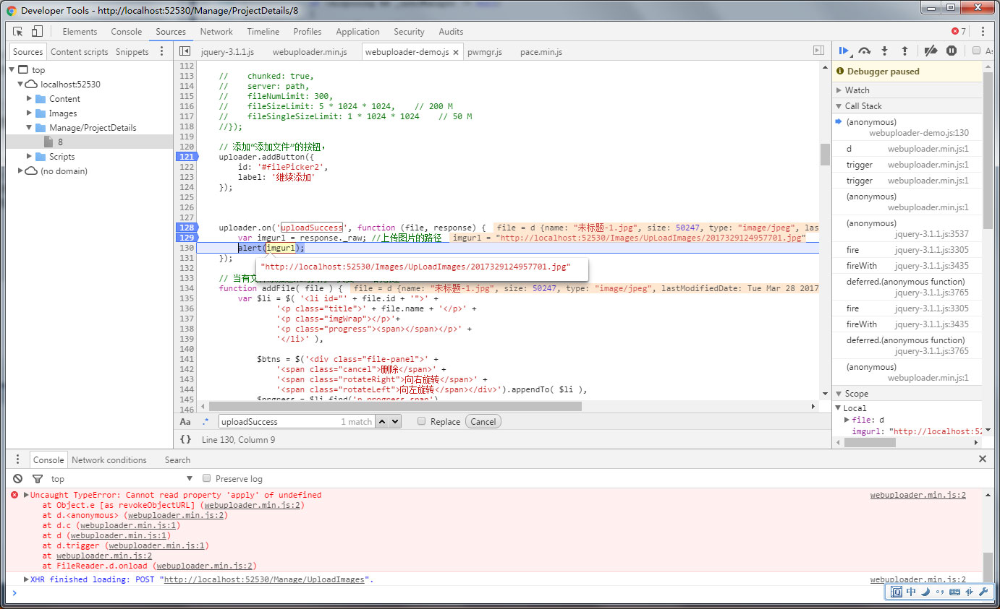 Developer Tools - http://localhost:52530/Manage/ProjectDetails/8
Elements Console Sources Network Timeline Profiles Application Security Audits 7
Sources Content scripts Snippets
jquery-3.1.1.js webuploader.min.js webuploader-demo.js × pwmgr.js pace.min.js
top
localhost:52530
Content
Images
Manage/ProjectDetails
8
Scripts
(no domain)
112
113 // chunked: true,
114 // server: path,
115 // fileNumLimit: 300,
116 // fileSizeLimit: 5 * 1024 * 1024, // 200 M
117 // fileSingleSizeLimit: 1 * 1024 * 1024 // 50 M
118 //});
119
120 // 添加“添加文件”的按钮,
121 uploader.addButton({
122 id: '#filePicker2',
123 label: '继续添加'
124 });
125
126
127
128 uploader.on('uploadSuccess', function (file, response) { file = d {name: "未标题-1.jpg", size: 50247, type: "image/jpeg", las
129 var imgurl = response._raw; //上传图片的路径 imgurl = "http://localhost:52530/Images/UpLoadImages/2017329124957701.jpg"
130 alert(imgurl);
131 });
"http://localhost:52530/Images/UpLoadImages/2017329124957701.jpg"
132
133 // 当有文
134 function addFile( file ) { file = d {name: "未标题-1.jpg", size: 50247, type: "image/jpeg", lastModifiedDate: Tue Mar 28 2017
135 var $li = $( '<li id="' + file.id + '">' +
136 '<p class="title">' + file.name + '</p>' +
137 '<p class="imgWrap"></p>'+
138 '<p class="progress"><span></span></p>' +
139 '</li>' ),
140
141 $btns = $('<div class="file-panel">' +
142 '<span class="cancel">删除</span>' +
143 '<span class="rotateRight">向右旋转</span>' +
144 '<span class="rotateLeft">向左旋转</span></div>').appendTo( $li ),
145 $prgress = $li.find('p.progress span')
146
Aa .* uploadSuccess 1 match Replace Cancel
{} Line 130, Column 9
As
Debugger paused
Watch
Call Stack
(anonymous)
webuploader-demo.js:130
d webuploader.min.js:1
trigger webuploader.min.js:1
trigger webuploader.min.js:1
(anonymous)
webuploader.min.js:1
(anonymous)
jquery-3.1.1.js:3537
fire jquery-3.1.1.js:3305
fireWith jquery-3.1.1.js:3435
deferred.(anonymous function)
jquery-3.1.1.js:3765
fire jquery-3.1.1.js:3305
fireWith jquery-3.1.1.js:3435
deferred.(anonymous function)
jquery-3.1.1.js:3765
(anonymous)
webuploader.min.js:1
Scope
Local
file: d
imgurl: "http://localhost:52
Console Network conditions Search
top Preserve log
Uncaught TypeError: Cannot read property 'apply' of undefined webuploader.min.js:2
at Object.e [as revokeObjectURL] (webuploader.min.js:2)
at d.<anonymous> (webuploader.min.js:2)
at d.c (webuploader.min.js:1)
at d (webuploader.min.js:1)
at d.trigger (webuploader.min.js:1)
at webuploader.min.js:2
at FileReader.d.onload (webuploader.min.js:2)
XHR finished loading: POST "http://localhost:52530/Manage/UploadImages". webuploader.min.js:2
中